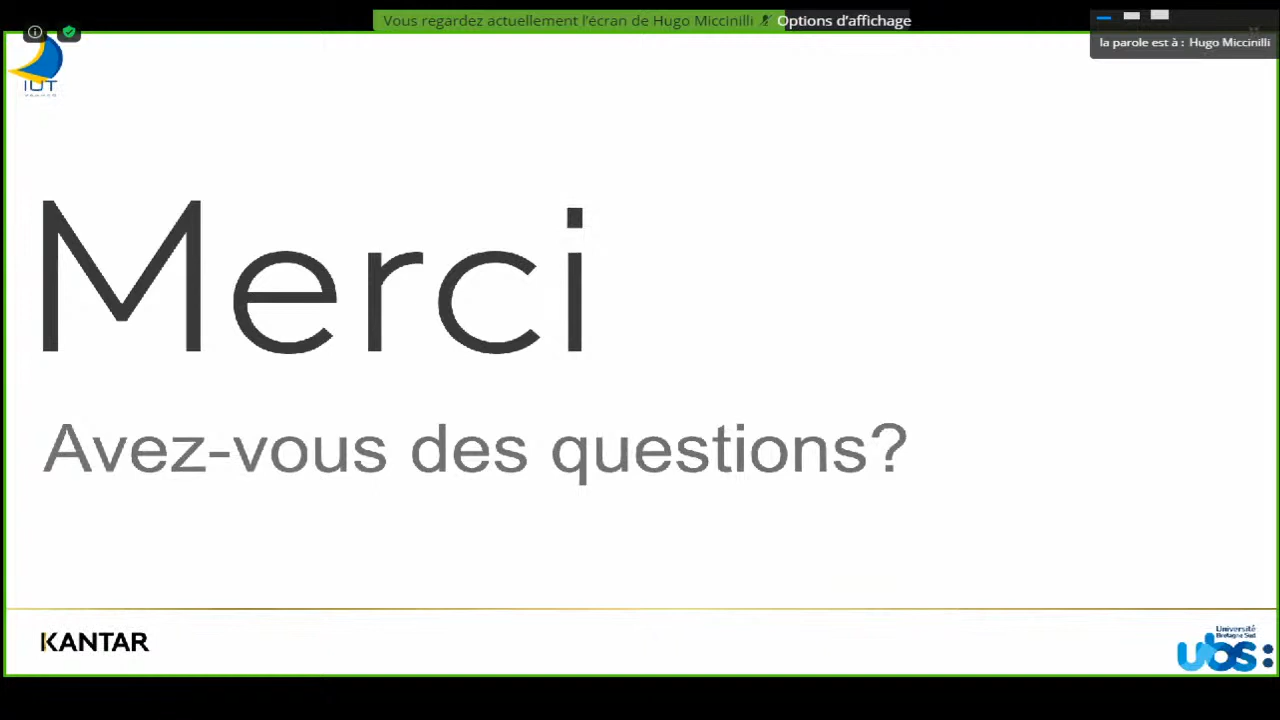 Vous regardez actuellement l'écran de Hugo Miccinilli
Options d'affichage
la parole est à : Hugo Miccinilli
IUT
Merci
Avez-vous des questions?
KANTAR
Université
Bretagne Sud
ubs: